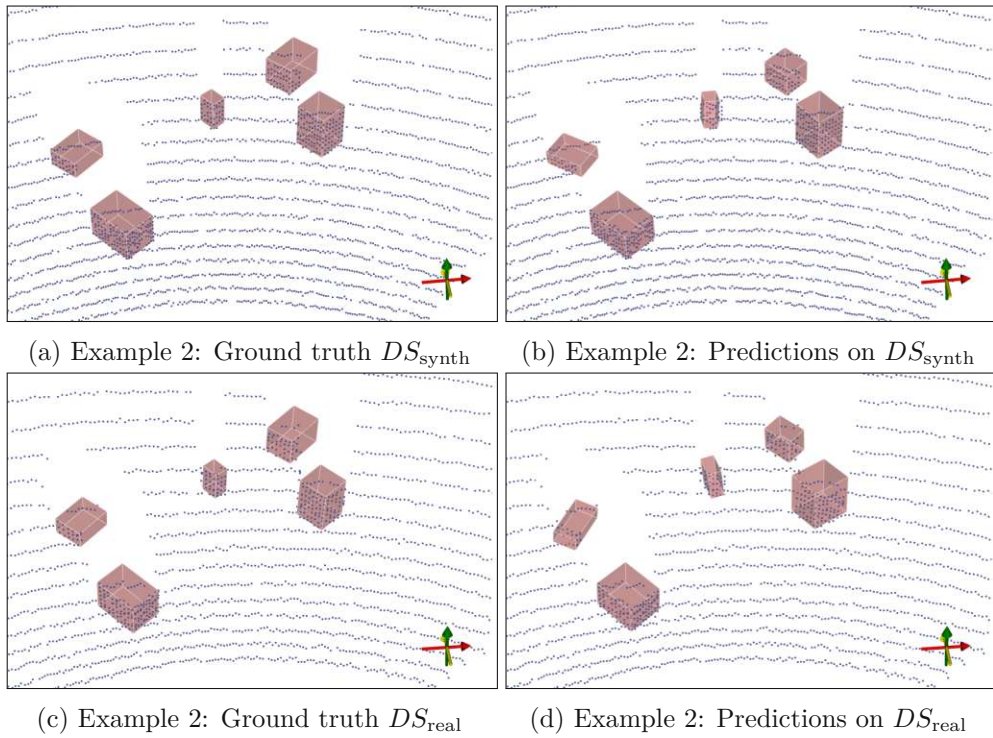 (a) Example 2: Ground truth DS_synth
(b) Example 2: Predictions on DS_synth
(c) Example 2: Ground truth DS_real
(d) Example 2: Predictions on DS_real